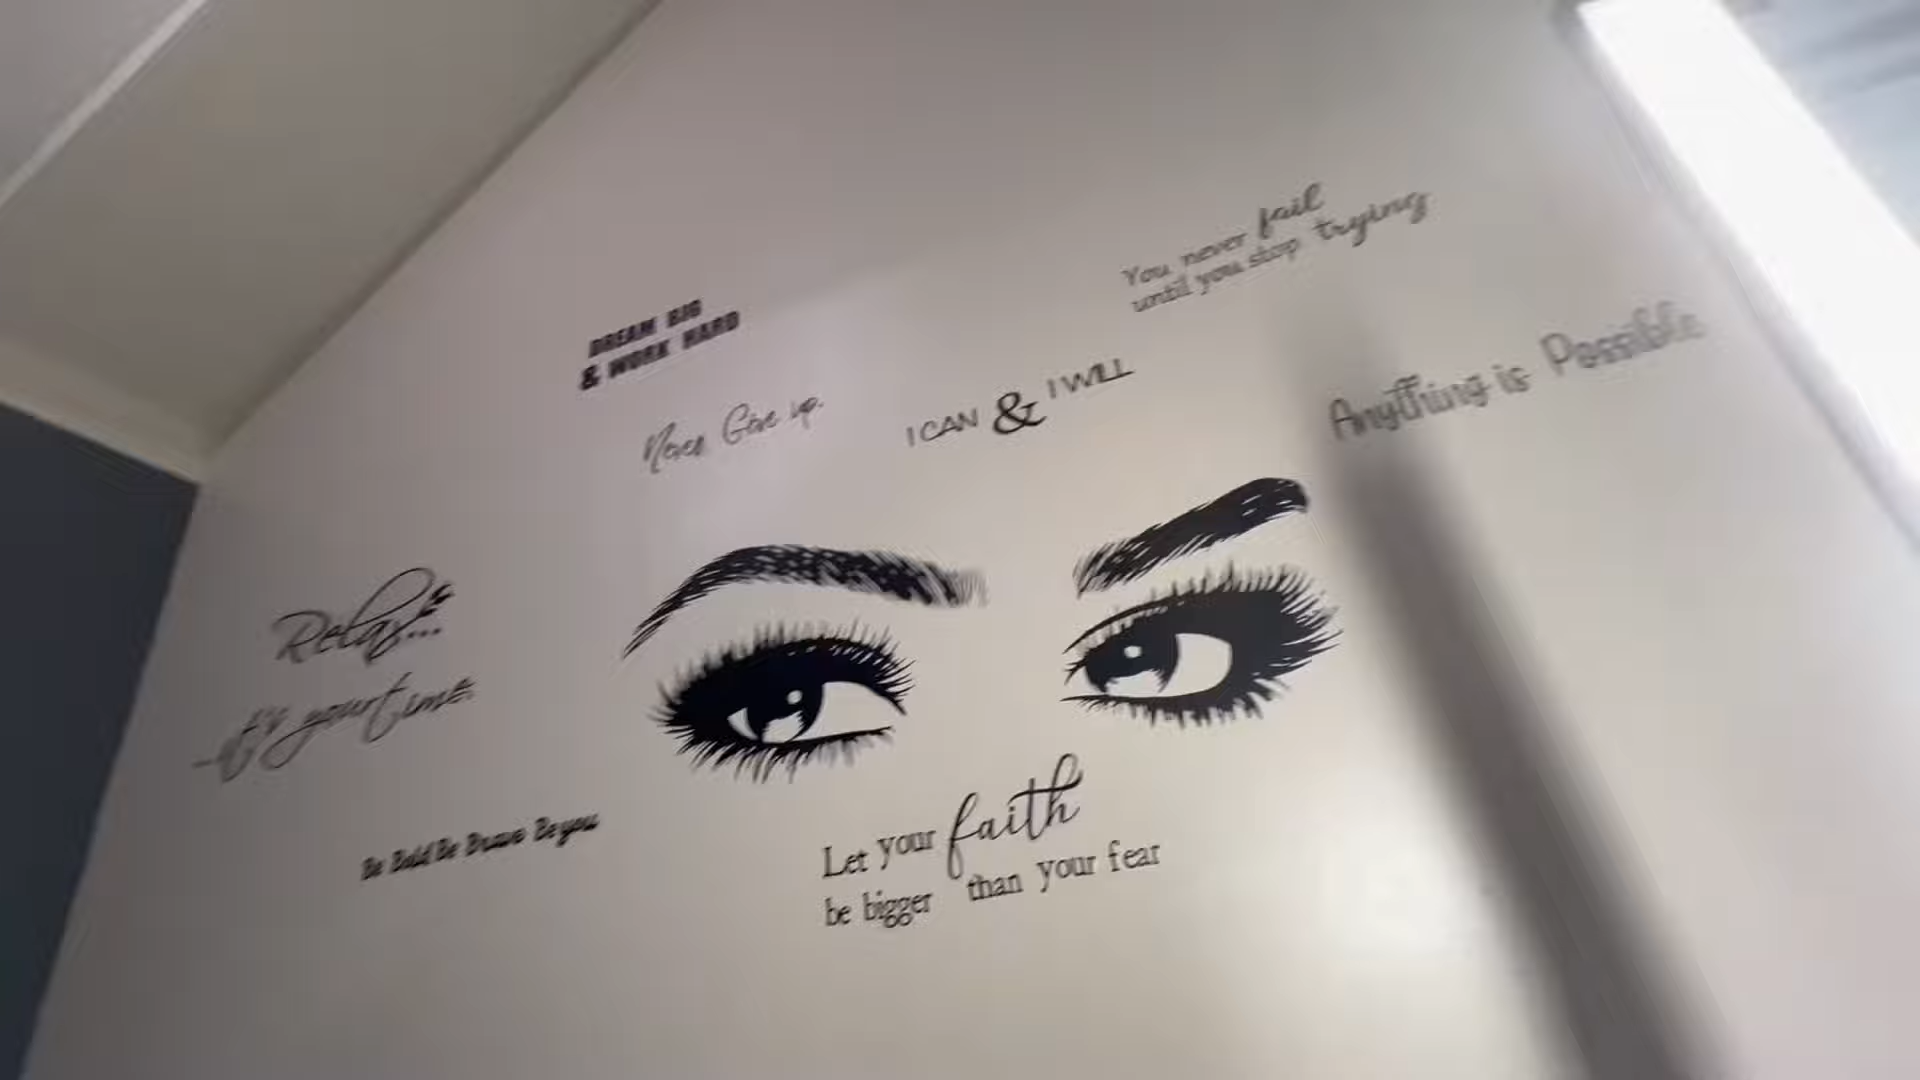 You never fail
until you stop trying
DREAM BIG
& WORK HARD
Anything is Possible
I CAN & I WILL
Never Give up.
Relax...
it's your time.
Be Bold Be Brave Be you
Let your faith
be bigger than your fear